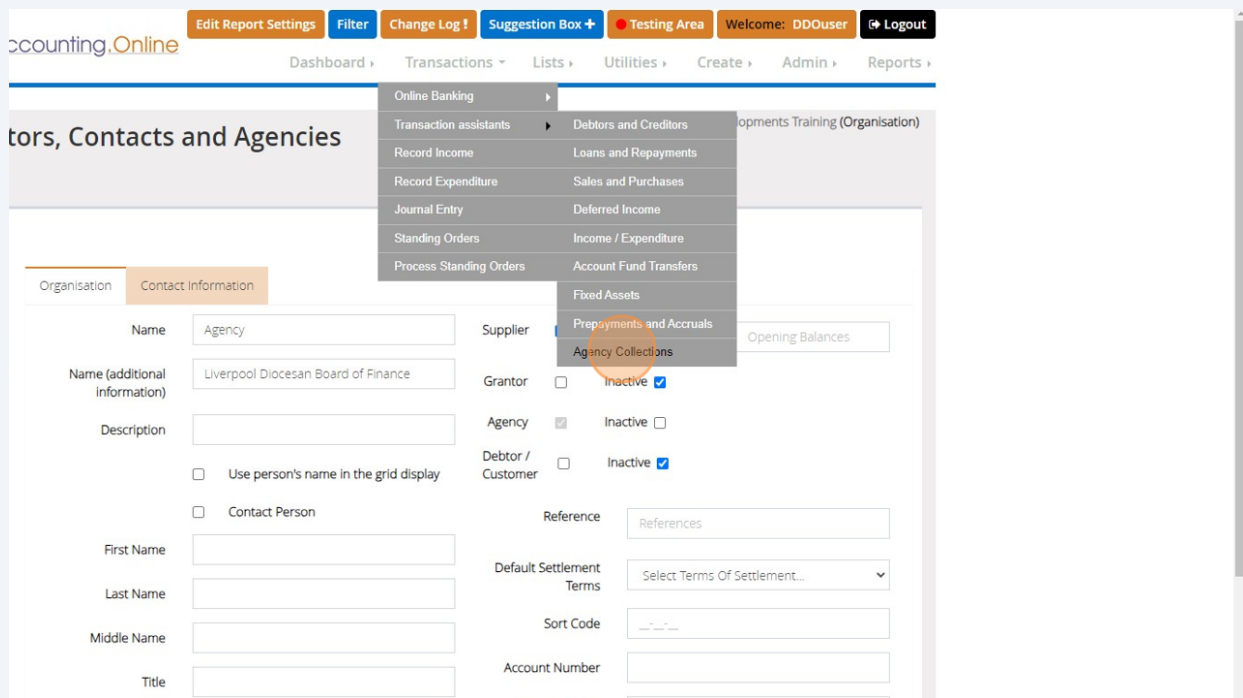 Edit Report Settings Filter Change Log ! Suggestion Box + Testing Area Welcome: DDOuser Logout
ccounting.Online
Dashboard Transactions Lists Utilities Create Admin Reports
Online Banking
Transaction assistants
Record Income
Record Expenditure
Journal Entry
Standing Orders
Process Standing Orders
Debtors and Creditors
Loans and Repayments
Sales and Purchases
Deferred Income
Income / Expenditure
Account Fund Transfers
Fixed Assets
Prepayments and Accruals
Agency Collections
lopments Training (Organisation)
tors, Contacts and Agencies
Organisation Contact Information
Name Agency
Name (additional information) Liverpool Diocesan Board of Finance
Description
Use person's name in the grid display
Contact Person
First Name
Last Name
Middle Name
Title
Supplier Opening Balances
Grantor Inactive
Agency Inactive
Debtor / Customer Inactive
Reference References
Default Settlement Terms Select Terms Of Settlement...
Sort Code __-__-__
Account Number